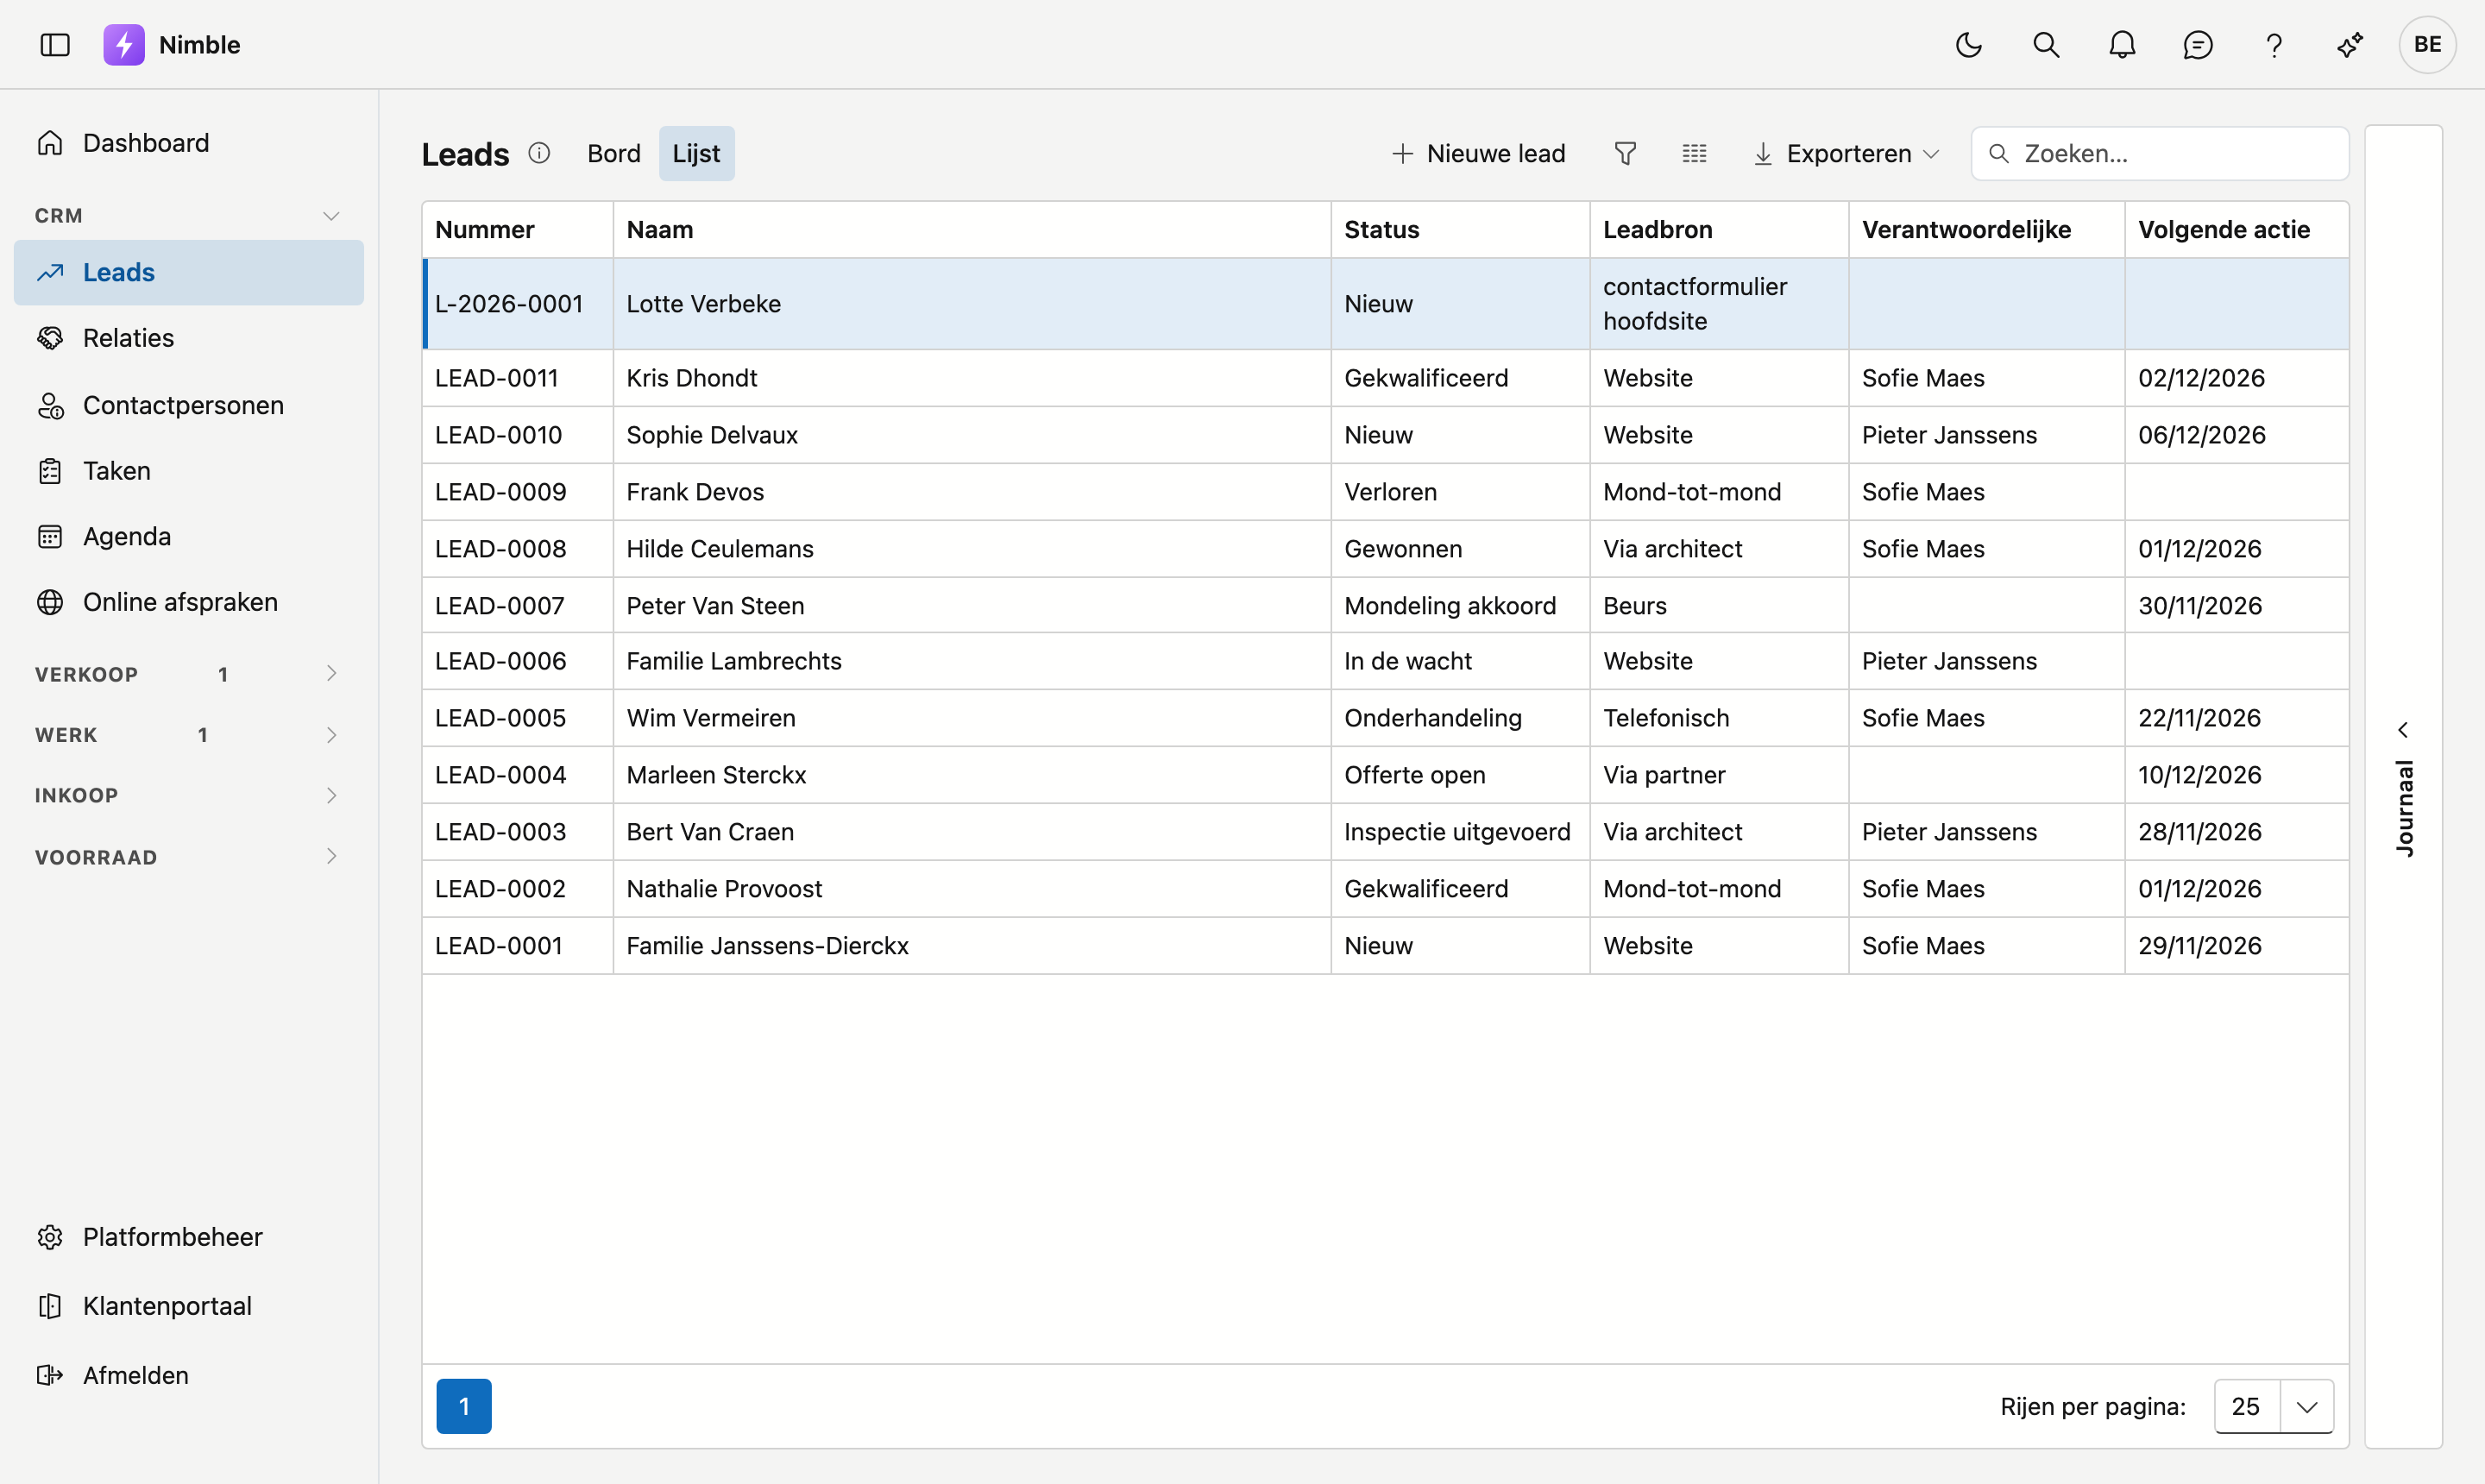 Nimble
BE
Dashboard
CRM
Leads
Relaties
Contactpersonen
Taken
Agenda
Online afspraken
VERKOOP 1
WERK 1
INKOOP
VOORRAAD
Platformbeheer
Klantenportaal
Afmelden
Leads Bord Lijst Nieuwe lead Exporteren Zoeken...
Nummer Naam Status Leadbron Verantwoordelijke Volgende actie
L-2026-0001 Lotte Verbeke Nieuw contactformulier hoofdsite
LEAD-0011 Kris Dhondt Gekwalificeerd Website Sofie Maes 02/12/2026
LEAD-0010 Sophie Delvaux Nieuw Website Pieter Janssens 06/12/2026
LEAD-0009 Frank Devos Verloren Mond-tot-mond Sofie Maes
LEAD-0008 Hilde Ceulemans Gewonnen Via architect Sofie Maes 01/12/2026
LEAD-0007 Peter Van Steen Mondeling akkoord Beurs 30/11/2026
LEAD-0006 Familie Lambrechts In de wacht Website Pieter Janssens
LEAD-0005 Wim Vermeiren Onderhandeling Telefonisch Sofie Maes 22/11/2026
LEAD-0004 Marleen Sterckx Offerte open Via partner 10/12/2026
LEAD-0003 Bert Van Craen Inspectie uitgevoerd Via architect Pieter Janssens 28/11/2026
LEAD-0002 Nathalie Provoost Gekwalificeerd Mond-tot-mond Sofie Maes 01/12/2026
LEAD-0001 Familie Janssens-Dierckx Nieuw Website Sofie Maes 29/11/2026
1 Rijen per pagina: 25
Journaal